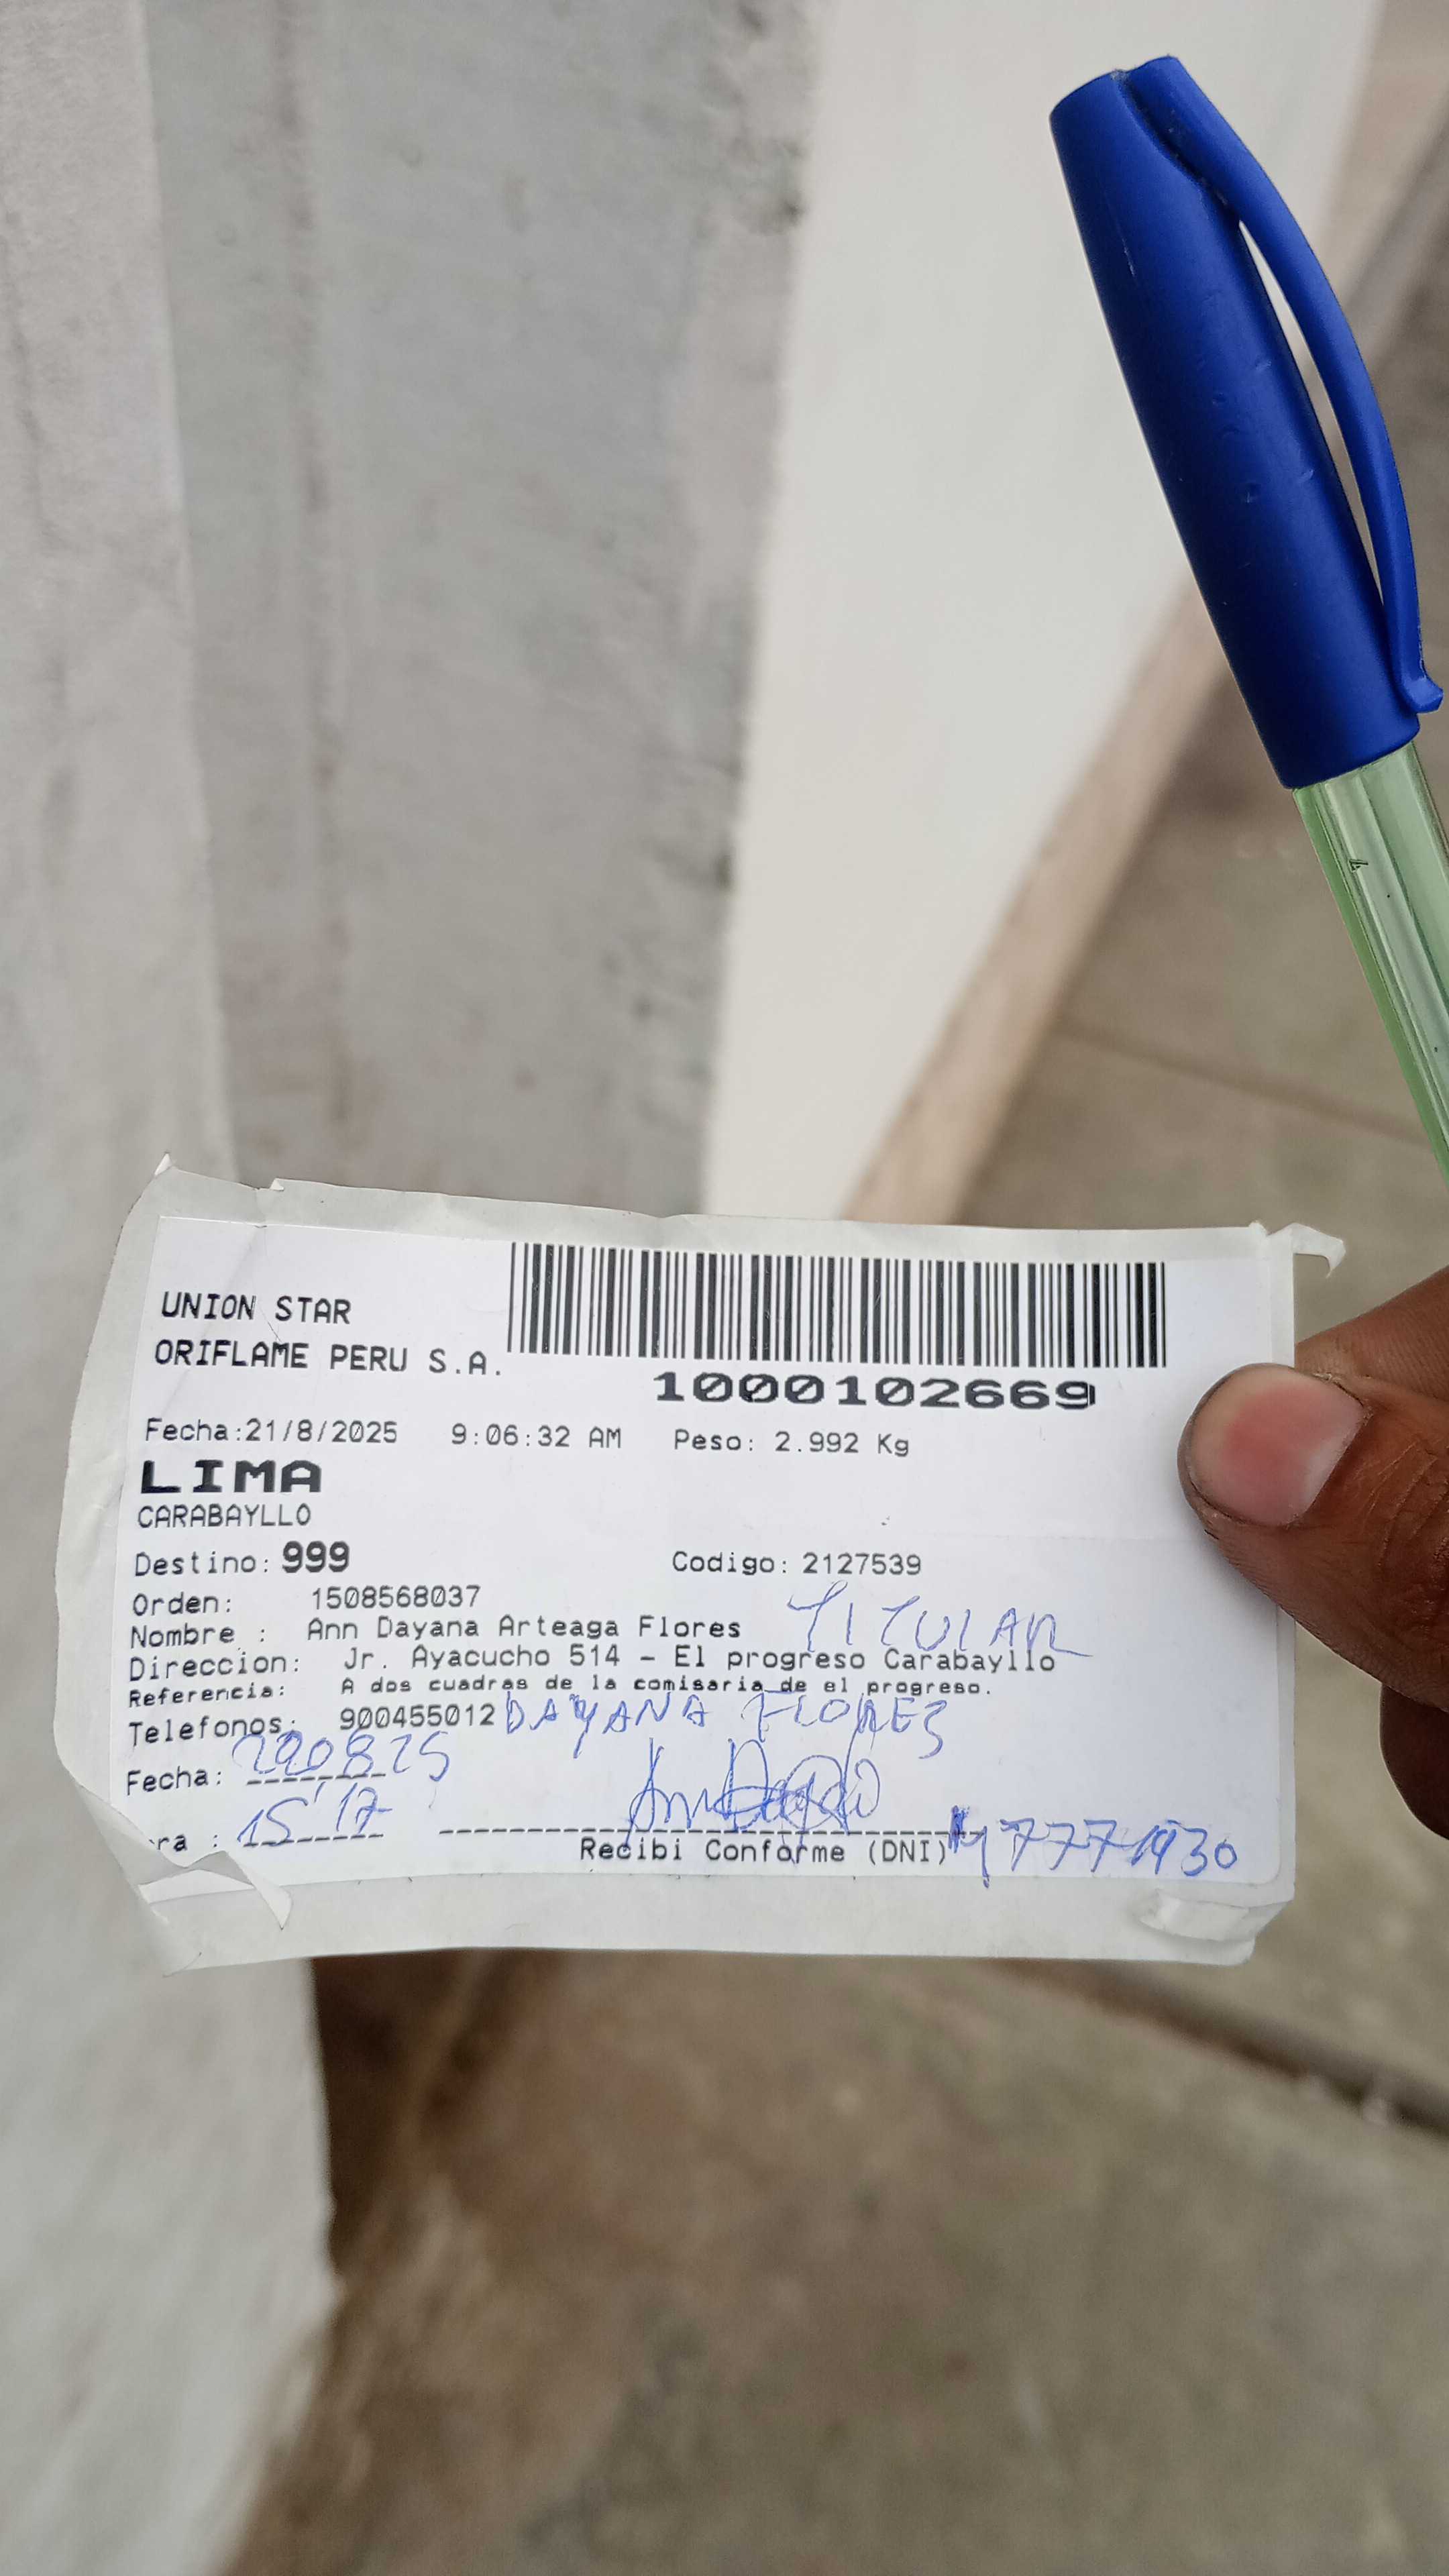 UNION STAR
ORIFLAME PERU S.A.
1000102669
Fecha:21/8/2025 9:06:32 AM Peso: 2.992 Kg
LIMA
CARABAYLLO
Destino: 999 Codigo: 2127539
Orden: 1508568037
Nombre : Ann Dayana Arteaga Flores TITULAR
Direccion: Jr. Ayacucho 514 - El progreso Carabayllo
Referencia: A dos cuadras de la comisaria de el progreso.
Telefonos: 900455012 DAYANA FLORES
Fecha: 220825
ra : 15'17
Recibi Conforme (DNI)